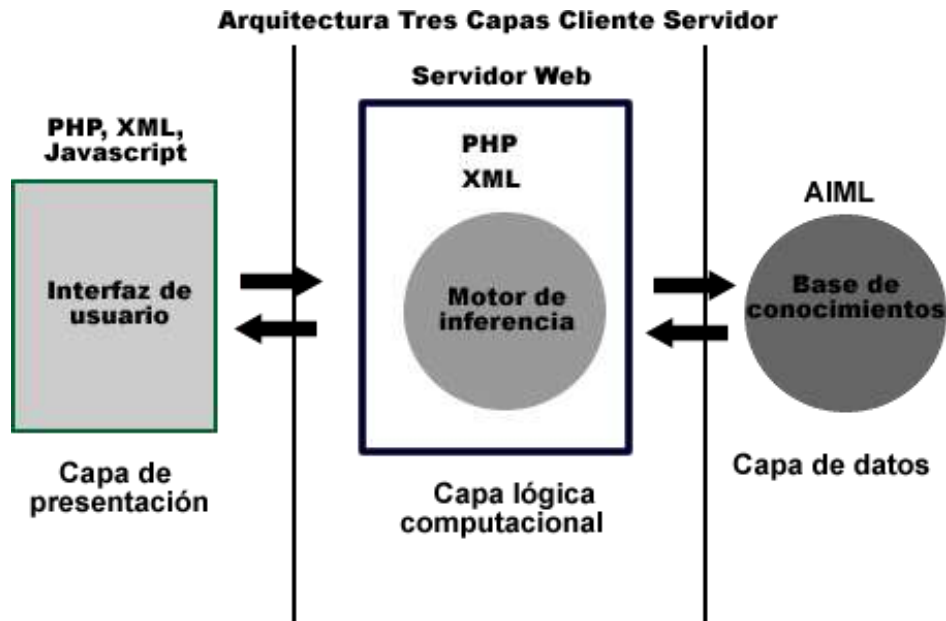 Arquitectura Tres Capas Cliente Servidor
PHP, XML,
Javascript
Interfaz de
usuario
Capa de
presentación
Servidor Web
PHP
XML
Motor de
inferencia
Capa lógica
computacional
AIML
Base de
conocimientos
Capa de datos